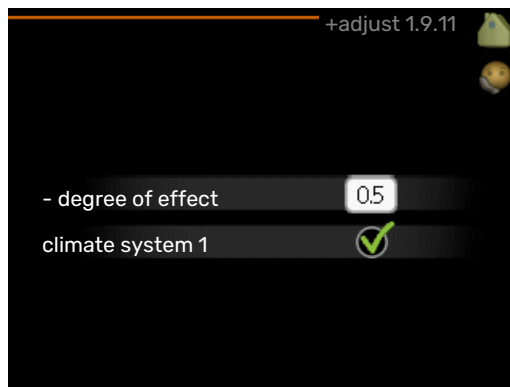 +adjust 1.9.11
- degree of effect 0.5
climate system 1